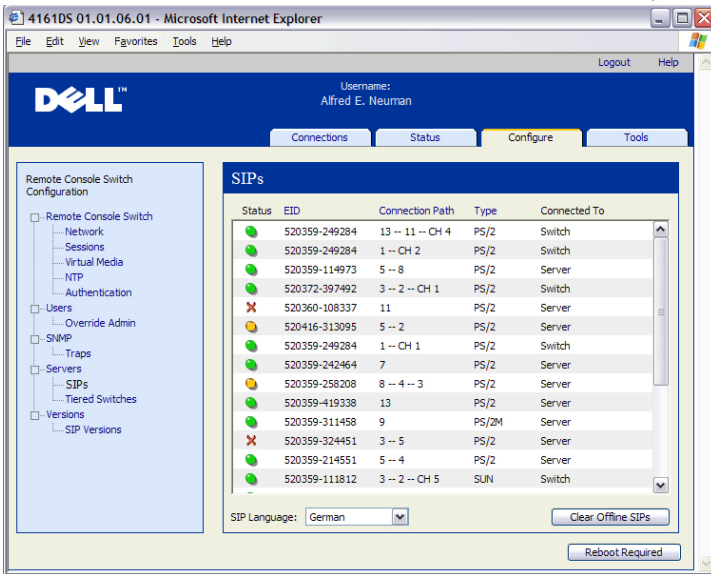 4161DS 01.01.06.01 - Microsoft Internet Explorer
File Edit View Favorites Tools Help
Logout Help
DELL™
Username:
Alfred E. Neuman
Connections Status Configure Tools
Remote Console Switch
Configuration
Remote Console Switch
Network
Sessions
Virtual Media
NTP
Authentication
Users
Override Admin
SNMP
Traps
Servers
SIPs
Tiered Switches
Versions
SIP Versions
SIPs
Status EID Connection Path Type Connected To
520359-249284 13 -- 11 -- CH 4 PS/2 Switch
520359-249284 1 -- CH 2 PS/2 Switch
520359-114973 5 -- 8 PS/2 Server
520372-397492 3 -- 2 -- CH 1 PS/2 Switch
520360-108337 11 PS/2 Server
520416-313095 5 -- 2 PS/2 Server
520359-249284 1 -- CH 1 PS/2 Switch
520359-242464 7 PS/2 Server
520359-258208 8 -- 4 -- 3 PS/2 Server
520359-419338 13 PS/2 Server
520359-311458 9 PS/2M Server
520359-324451 3 -- 5 PS/2 Server
520359-214551 5 -- 4 PS/2 Server
520359-111812 3 -- 2 -- CH 5 SUN Switch
SIP Language: German Clear Offline SIPs
Reboot Required